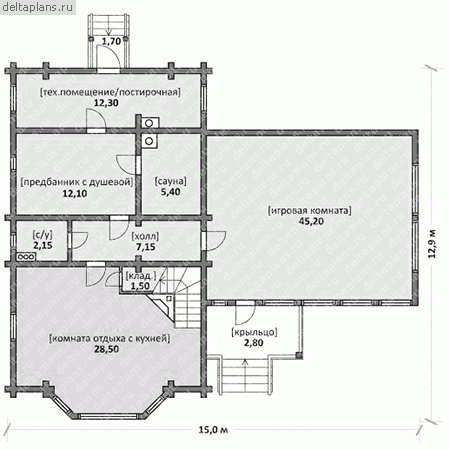 deltaplans.ru
1,70
[тех.помещение/постирочная]
12,30
[предбанник с душевой]
12,10
[сауна]
5,40
[игровая комната]
45,20
[с/у]
2,15
[холл]
7,15
[клад.]
1,50
[комната отдыха с кухней]
28,50
[крыльцо]
2,80
12,9 м
15,0 м